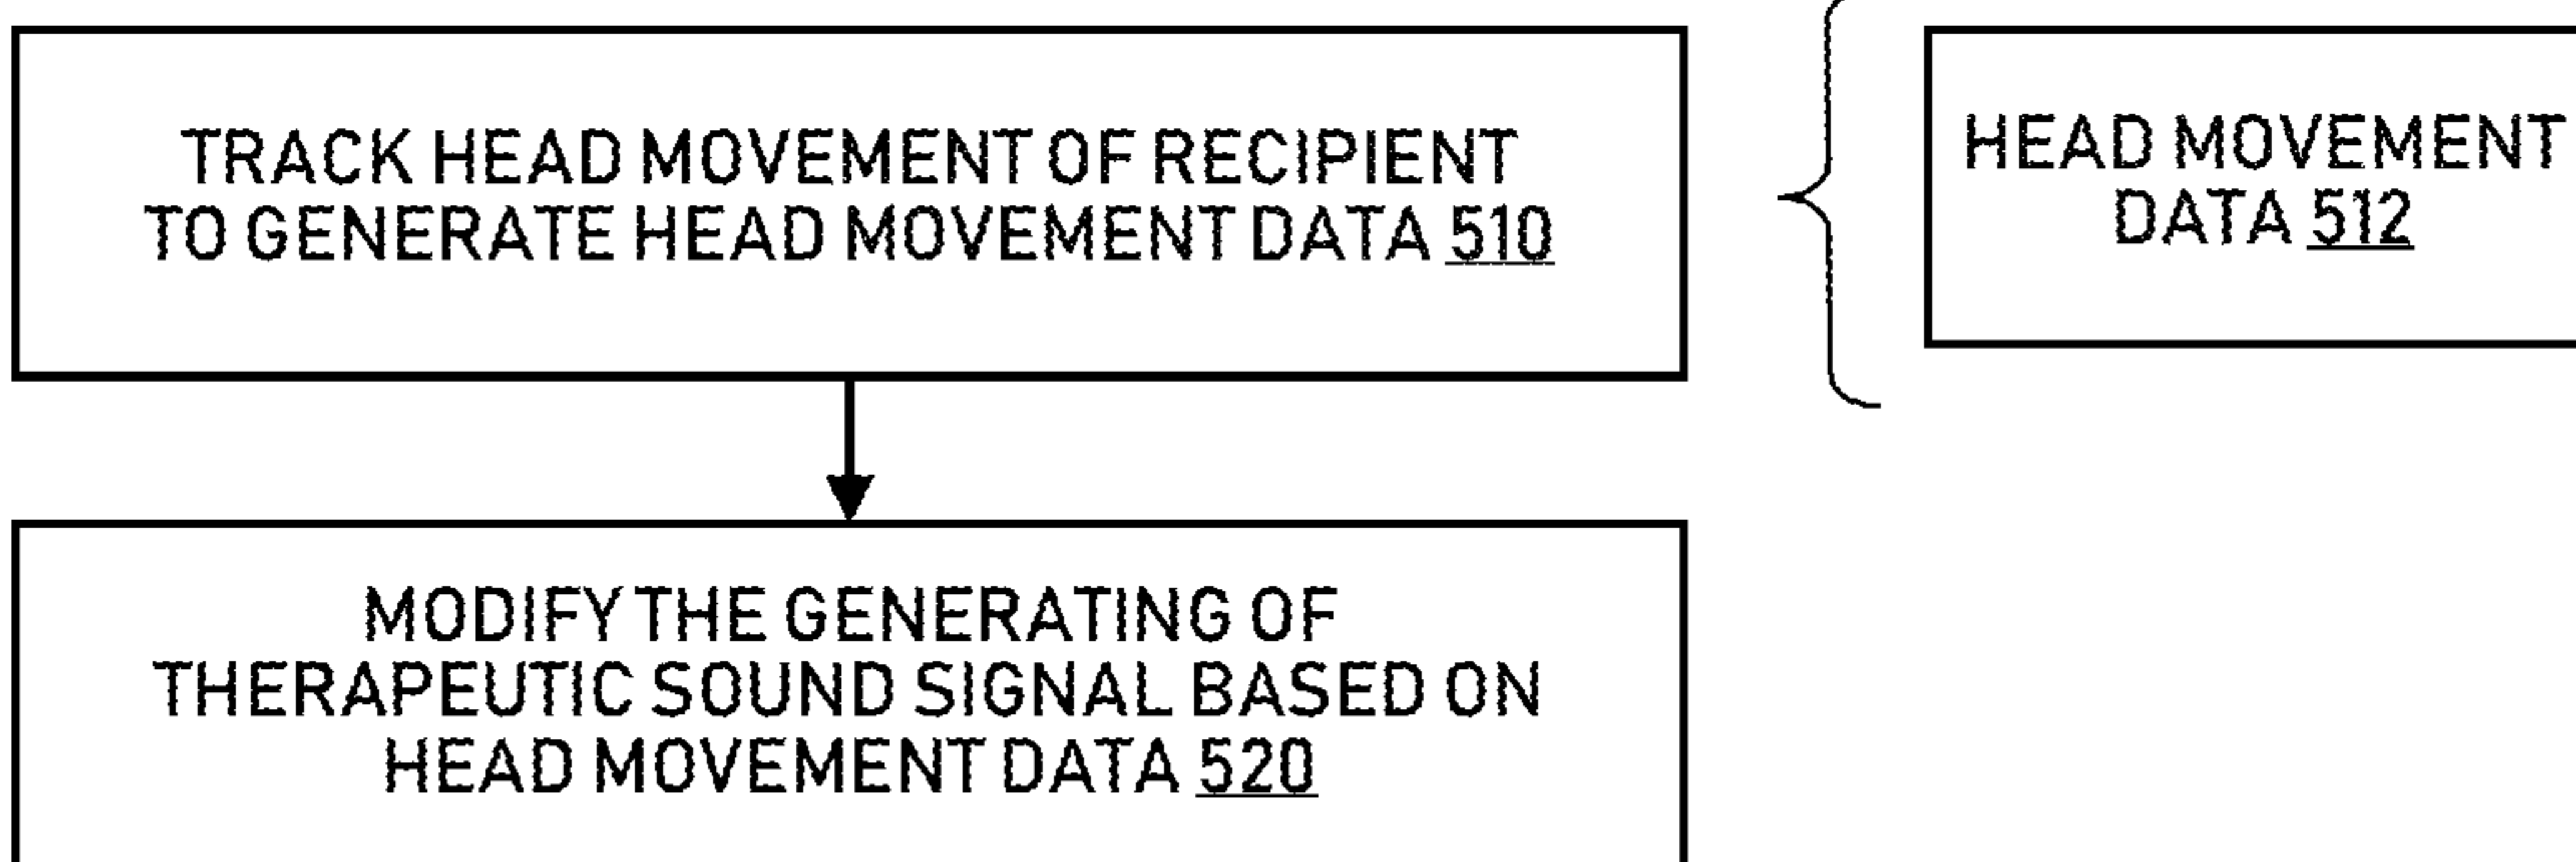 TRACK HEAD MOVEMENT OF RECIPIENT
TO GENERATE HEAD MOVEMENT DATA 510
HEAD MOVEMENT
DATA 512
MODIFY THE GENERATING OF
THERAPEUTIC SOUND SIGNAL BASED ON
HEAD MOVEMENT DATA 520